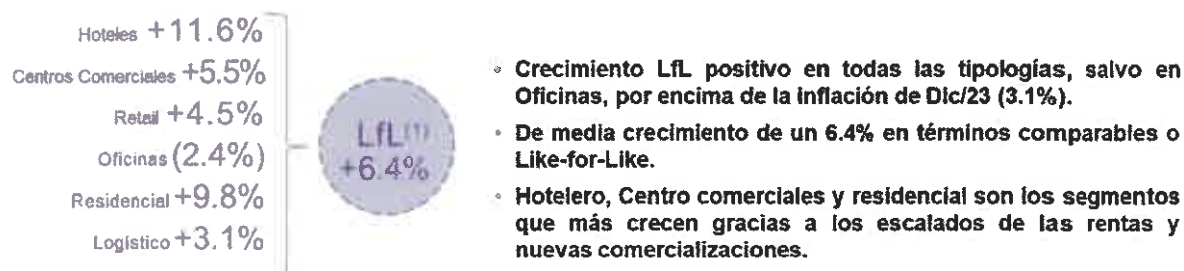 Hoteles +11.6%
Centros Comerciales +5.5%
Retail +4.5%
Oficinas (2.4%)
Residencial +9.8%
Logístico +3.1%
LfL(1)
+6.4%
• Crecimiento LfL positivo en todas las tipologías, salvo en
Oficinas, por encima de la inflación de Dic/23 (3.1%).
• De media crecimiento de un 6.4% en términos comparables o
Like-for-Like.
• Hotelero, Centro comerciales y residencial son los segmentos
que más crecen gracias a los escalados de las rentas y
nuevas comercializaciones.